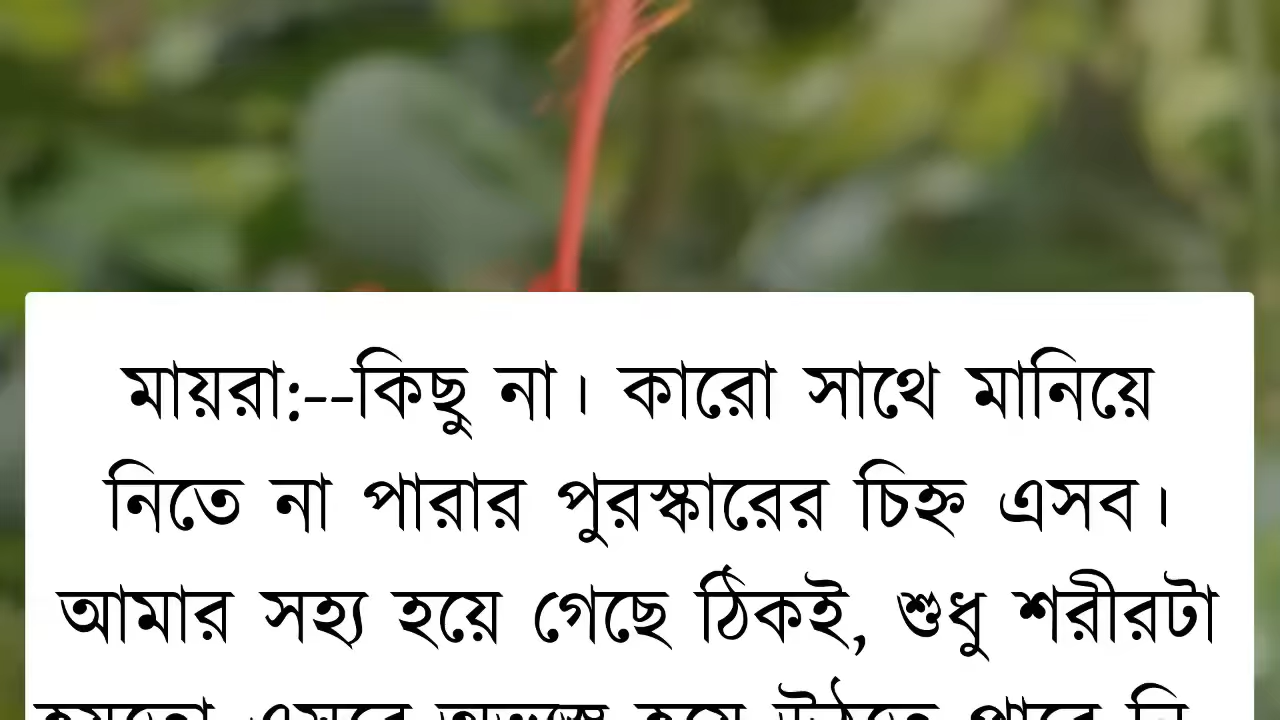 মায়রা:--কিছু না। কারো সাথে মানিয়ে
নিতে না পারার পুরস্কারের চিহ্ন এসব।
আমার সহ্য হয়ে গেছে ঠিকই, শুধু শরীরটা